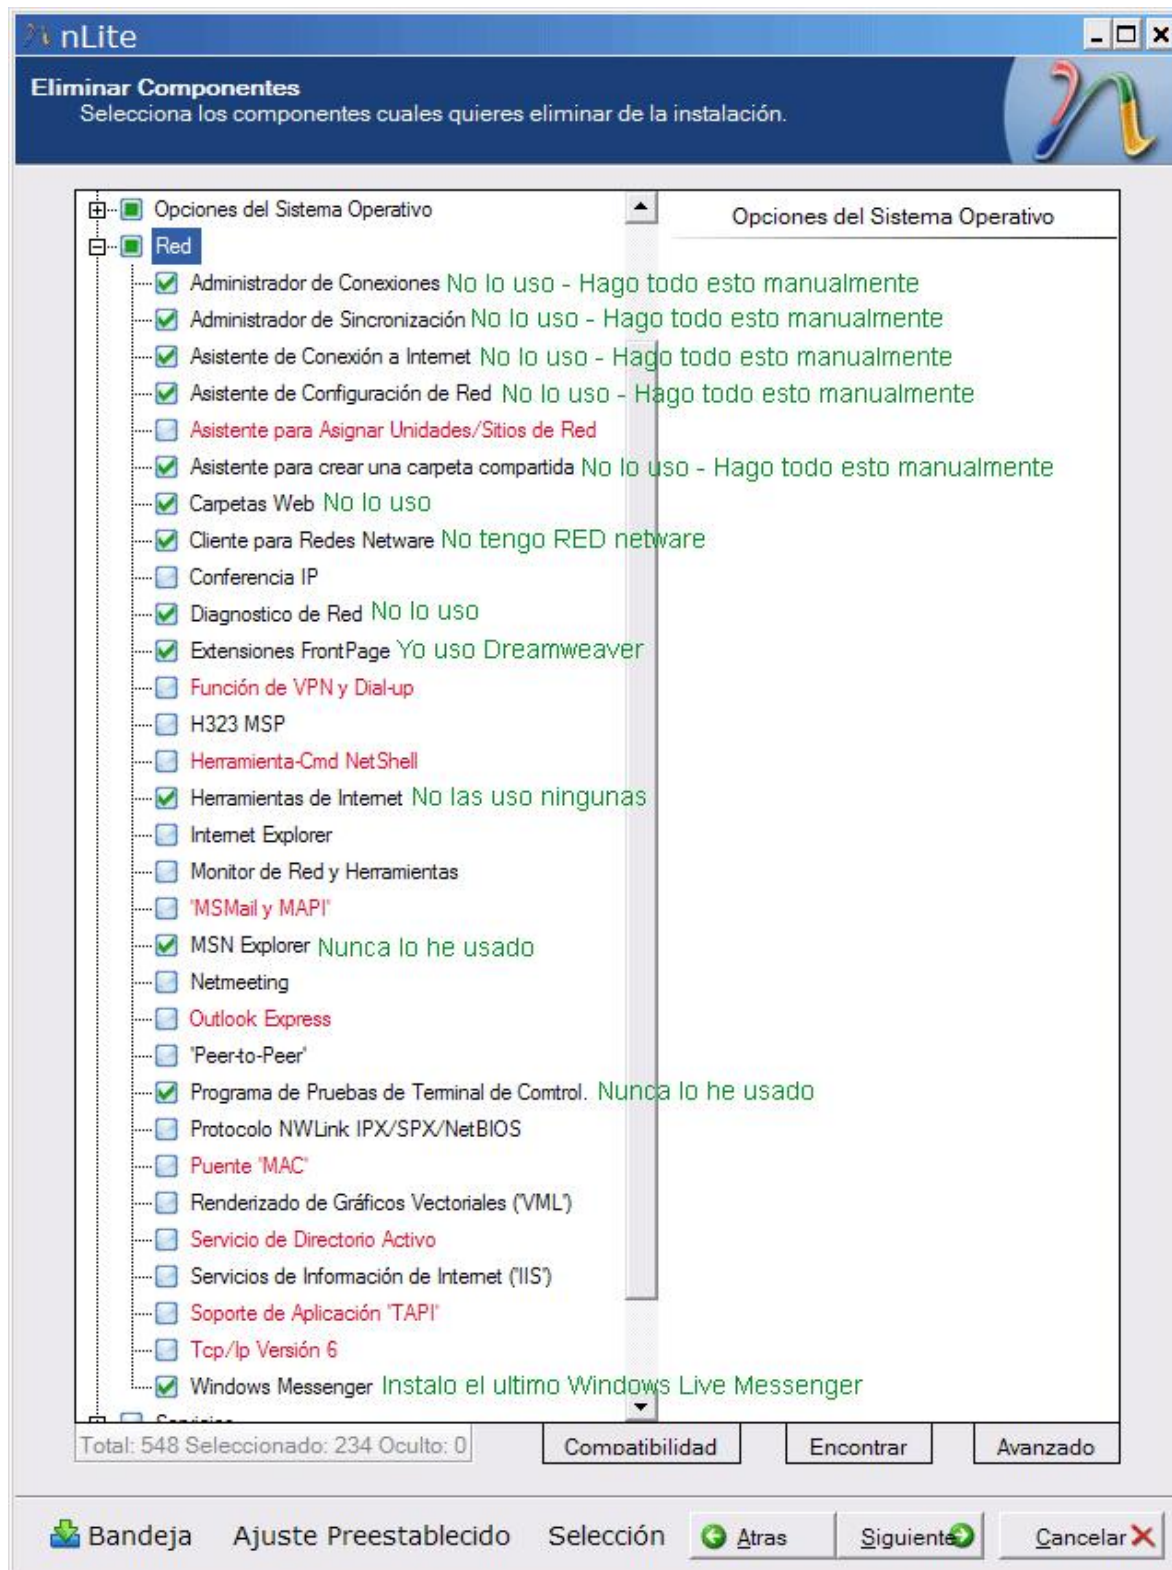 nLite
Eliminar Componentes
Selecciona los componentes cuales quieres eliminar de la instalación.
Opciones del Sistema Operativo
Opciones del Sistema Operativo
Red
Administrador de Conexiones No lo uso - Hago todo esto manualmente
Administrador de Sincronización No lo uso - Hago todo esto manualmente
Asistente de Conexión a Internet No lo uso - Hago todo esto manualmente
Asistente de Configuración de Red No lo uso - Hago todo esto manualmente
Asistente para Asignar Unidades/Sitios de Red
Asistente para crear una carpeta compartida No lo uso - Hago todo esto manualmente
Carpetas Web No lo uso
Cliente para Redes Netware No tengo RED netware
Conferencia IP
Diagnostico de Red No lo uso
Extensiones FrontPage Yo uso Dreamweaver
Función de VPN y Dial-up
H323 MSP
Herramienta-Cmd NetShell
Herramientas de Internet No las uso ningunas
Internet Explorer
Monitor de Red y Herramientas
'MSMail y MAPI'
MSN Explorer Nunca lo he usado
Netmeeting
Outlook Express
'Peer-to-Peer'
Programa de Pruebas de Terminal de Comtrol. Nunca lo he usado
Protocolo NWLink IPX/SPX/NetBIOS
Puente 'MAC'
Renderizado de Gráficos Vectoriales ('VML')
Servicio de Directorio Activo
Servicios de Información de Internet ('IIS')
Soporte de Aplicación 'TAPI'
Tcp/Ip Versión 6
Windows Messenger Instalo el ultimo Windows Live Messenger
Servicios
Total: 548 Seleccionado: 234 Oculto: 0
Compatibilidad
Encontrar
Avanzado
Bandeja
Ajuste Preestablecido
Selección
Atras
Siguiente
Cancelar